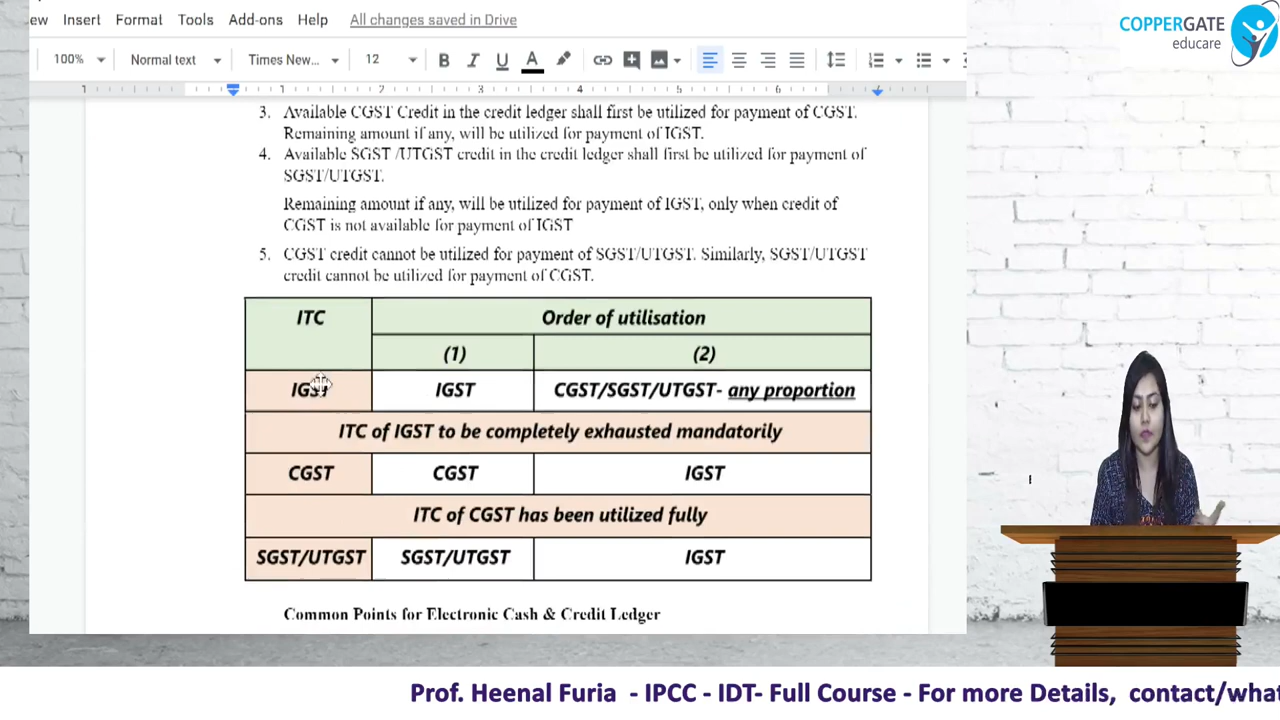 ew Insert Format Tools Add-ons Help All changes saved in Drive
COPPERGATE
educare
100% Normal text Times New... 12 B I U A
1 1 2 3 4 5 6 7
3. Available CGST Credit in the credit ledger shall first be utilized for payment of CGST.
Remaining amount if any, will be utilized for payment of IGST.
4. Available SGST /UTGST credit in the credit ledger shall first be utilized for payment of
SGST/UTGST.
Remaining amount if any, will be utilized for payment of IGST, only when credit of
CGST is not available for payment of IGST
5. CGST credit cannot be utilized for payment of SGST/UTGST. Similarly, SGST/UTGST
credit cannot be utilized for payment of CGST.
ITC Order of utilisation
(1) (2)
IGST IGST CGST/SGST/UTGST- any proportion
ITC of IGST to be completely exhausted mandatorily
CGST CGST IGST
ITC of CGST has been utilized fully
SGST/UTGST SGST/UTGST IGST
Common Points for Electronic Cash & Credit Ledger
Prof. Heenal Furia - IPCC - IDT- Full Course - For more Details, contact/what